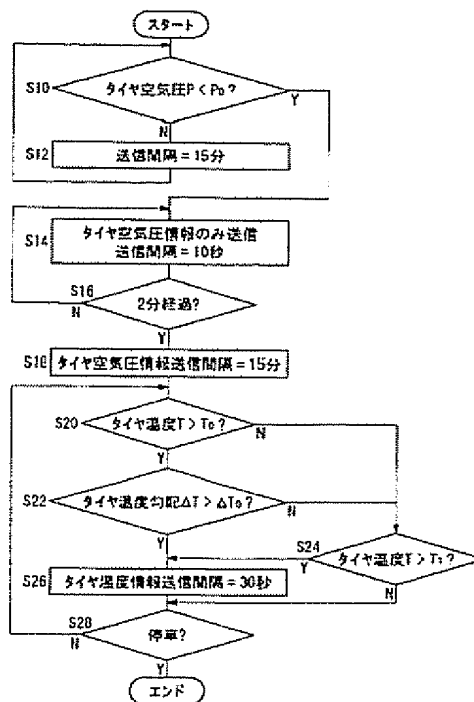 スタート
S10
タイヤ空気圧P < P0 ?
Y
N
S12
送信間隔 = 15分
S14
タイヤ空気圧情報のみ送信
送信間隔 = 10秒
S16
2分経過?
N
Y
S18
タイヤ空気圧情報送信間隔 = 15分
S20
タイヤ温度T > T0 ?
N
Y
S22
タイヤ温度勾配ΔT > ΔT0 ?
N
Y
S24
タイヤ温度T > T1 ?
Y
N
S26
タイヤ温度情報送信間隔 = 30秒
S28
停車?
N
Y
エンド